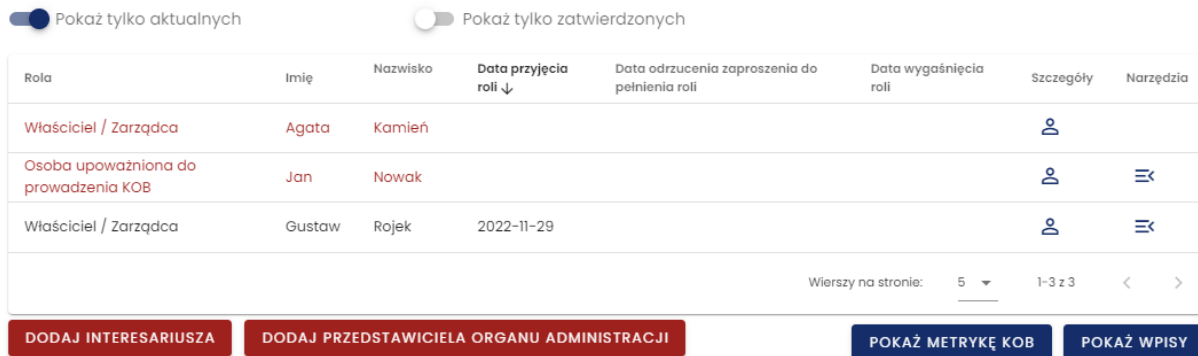 Pokaż tylko aktualnych Pokaż tylko zatwierdzonych
Rola Imię Nazwisko Data przyjęcia roli Data odrzucenia zaproszenia do pełnienia roli Data wygaśnięcia roli Szczegóły Narzędzia
Właściciel / Zarządca Agata Kamień
Osoba upoważniona do prowadzenia KOB Jan Nowak
Właściciel / Zarządca Gustaw Rojek 2022-11-29
Wierszy na stronie: 5 1-3 z 3
DODAJ INTERESARIUSZA DODAJ PRZEDSTAWICIELA ORGANU ADMINISTRACJI POKAŻ METRYKĘ KOB POKAŻ WPISY